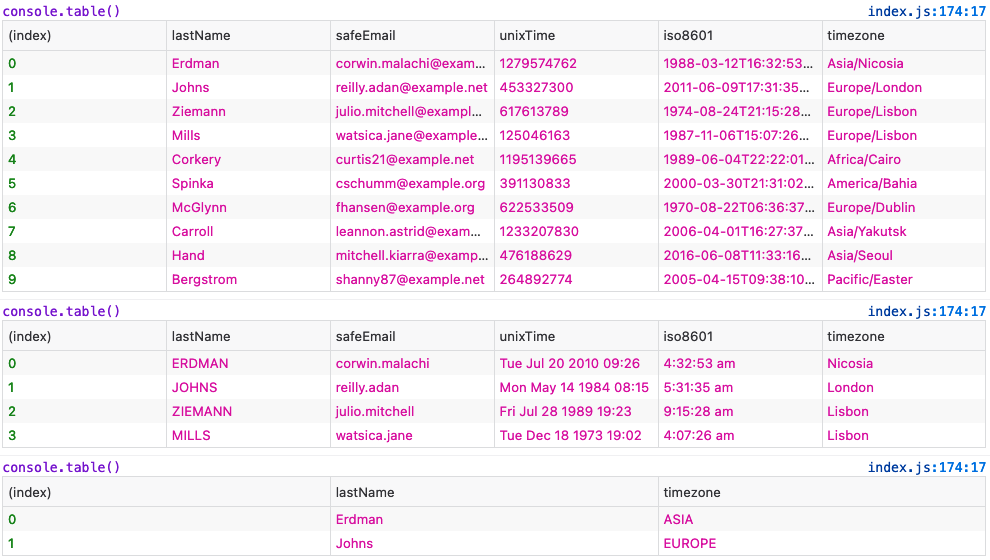 console.table() index.js:174:17
(index) lastName safeEmail unixTime iso8601 timezone
0 Erdman corwin.malachi@exam... 1279574762 1988-03-12T16:32:53... Asia/Nicosia
1 Johns reilly.adan@example.net 453327300 2011-06-09T17:31:35... Europe/London
2 Ziemann julio.mitchell@exampl... 617613789 1974-08-24T21:15:28... Europe/Lisbon
3 Mills watsica.jane@example... 125046163 1987-11-06T15:07:26... Europe/Lisbon
4 Corkery curtis21@example.net 1195139665 1989-06-04T22:22:01... Africa/Cairo
5 Spinka cschumm@example.org 391130833 2000-03-30T21:31:02... America/Bahia
6 McGlynn fhansen@example.org 622533509 1970-08-22T06:36:37... Europe/Dublin
7 Carroll leannon.astrid@exam... 1233207830 2006-04-01T16:27:37... Asia/Yakutsk
8 Hand mitchell.kiarra@examp... 476188629 2016-06-08T11:33:16... Asia/Seoul
9 Bergstrom shanny87@example.net 264892774 2005-04-15T09:38:10... Pacific/Easter
console.table() index.js:174:17
(index) lastName safeEmail unixTime iso8601 timezone
0 ERDMAN corwin.malachi Tue Jul 20 2010 09:26 4:32:53 am Nicosia
1 JOHNS reilly.adan Mon May 14 1984 08:15 5:31:35 am London
2 ZIEMANN julio.mitchell Fri Jul 28 1989 19:23 9:15:28 am Lisbon
3 MILLS watsica.jane Tue Dec 18 1973 19:02 4:07:26 am Lisbon
console.table() index.js:174:17
(index) lastName timezone
0 Erdman ASIA
1 Johns EUROPE